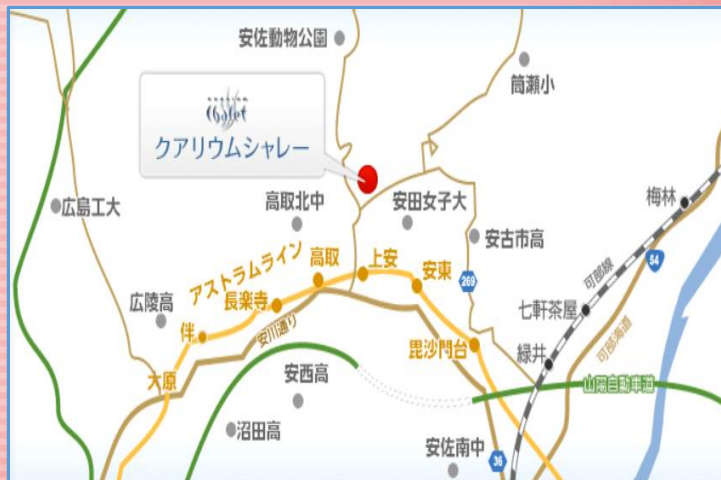 安佐動物公園
筒瀬小
Chalet
クアリウムシャレー
広島工大
高取北中
安田女子大
梅林
安古市高
アストラムライン
高取
上安
安東
269
54
可部線
広陵高
長楽寺
伴
安川通り
七軒茶屋
可部海道
毘沙門台
緑井
大原
安西高
山陽自動車道
沼田高
安佐南中
36